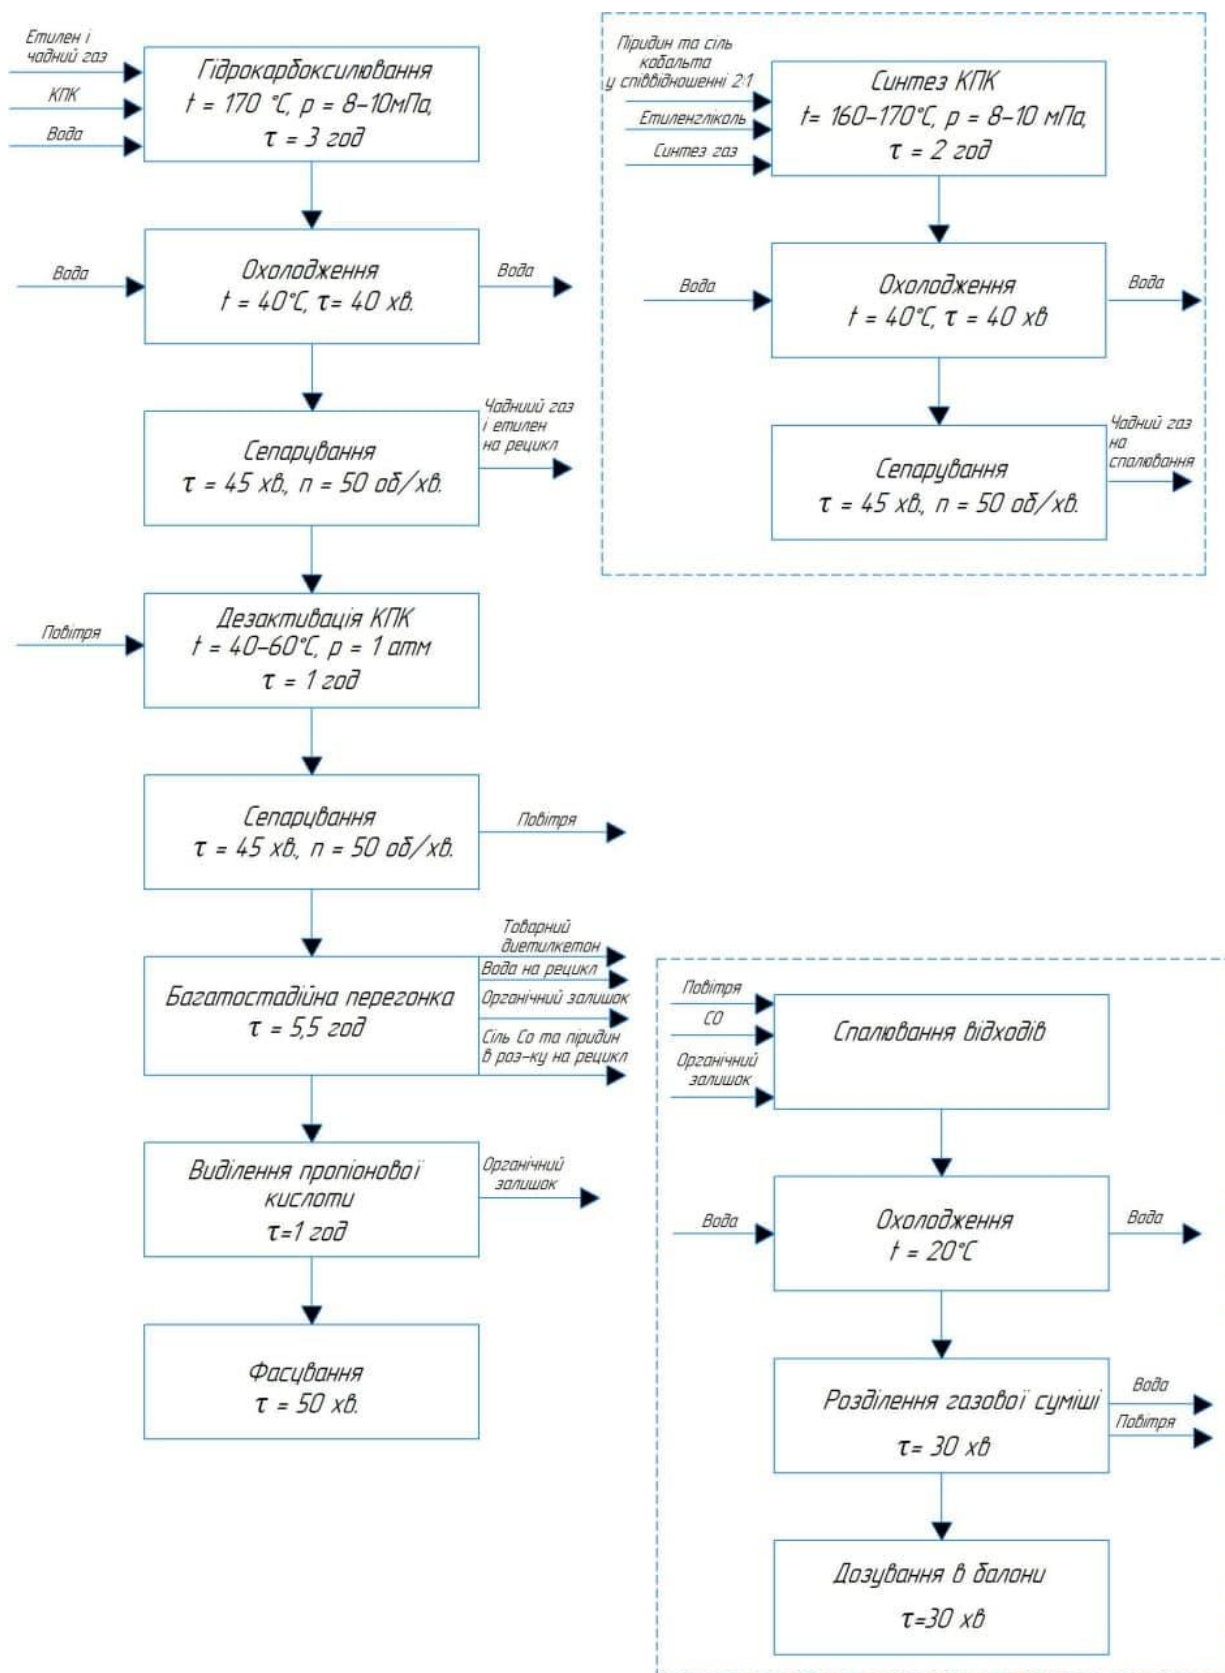 Етилен і
чадний газ
КПК
Вода
Гідрокарбоксилювання
t = 170 °C, р = 8-10мПа,
τ = 3 год
Вода
Охолодження
t = 40°C, τ= 40 хв.
Вода
Сепарування
τ = 45 хв., n = 50 об/хв.
Чадниий газ
і етилен
на рецикл
Повітря
Дезактивація КПК
t = 40-60°C, р = 1 атм
τ = 1 год
Сепарування
τ = 45 хв., n = 50 об/хв.
Повітря
Багатостадійна перегонка
τ = 5,5 год
Товарний
диетилкетон
Вода на рецикл
Органічний залишок
Сіль Со та піридин
в роз-ку на рецикл
Виділення пропіонової
кислоти
τ=1 год
Органічний
залишок
Фасування
τ = 50 хв.
Піридин та сіль
кобальта
у співвідношенні 2:1
Етиленгліколь
Синтез газ
Синтез КПК
t= 160-170°C, р = 8-10 мПа,
τ = 2 год
Вода
Охолодження
t = 40°C, τ = 40 хв
Вода
Сепарування
τ = 45 хв., n = 50 об/хв.
Чадний газ
на
спалювання
Повітря
СО
Органічний
залишок
Спалювання відходів
Вода
Охолодження
t = 20°C
Вода
Розділення газової суміші
τ= 30 хв
Вода
Повітря
Дозування в балони
τ=30 хв